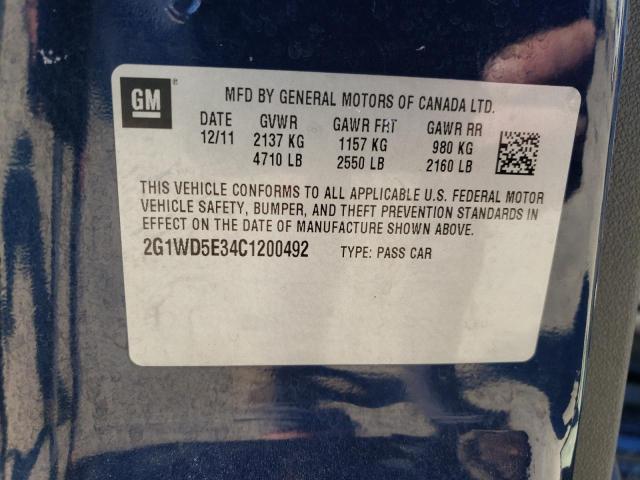 GM ®
MFD BY GENERAL MOTORS OF CANADA LTD.
DATE GVWR GAWR FRT GAWR RR
12/11 2137 KG 1157 KG 980 KG
4710 LB 2550 LB 2160 LB
THIS VEHICLE CONFORMS TO ALL APPLICABLE U.S. FEDERAL MOTOR
VEHICLE SAFETY, BUMPER, AND THEFT PREVENTION STANDARDS IN
EFFECT ON THE DATE OF MANUFACTURE SHOWN ABOVE.
2G1WD5E34C1200492 TYPE: PASS CAR